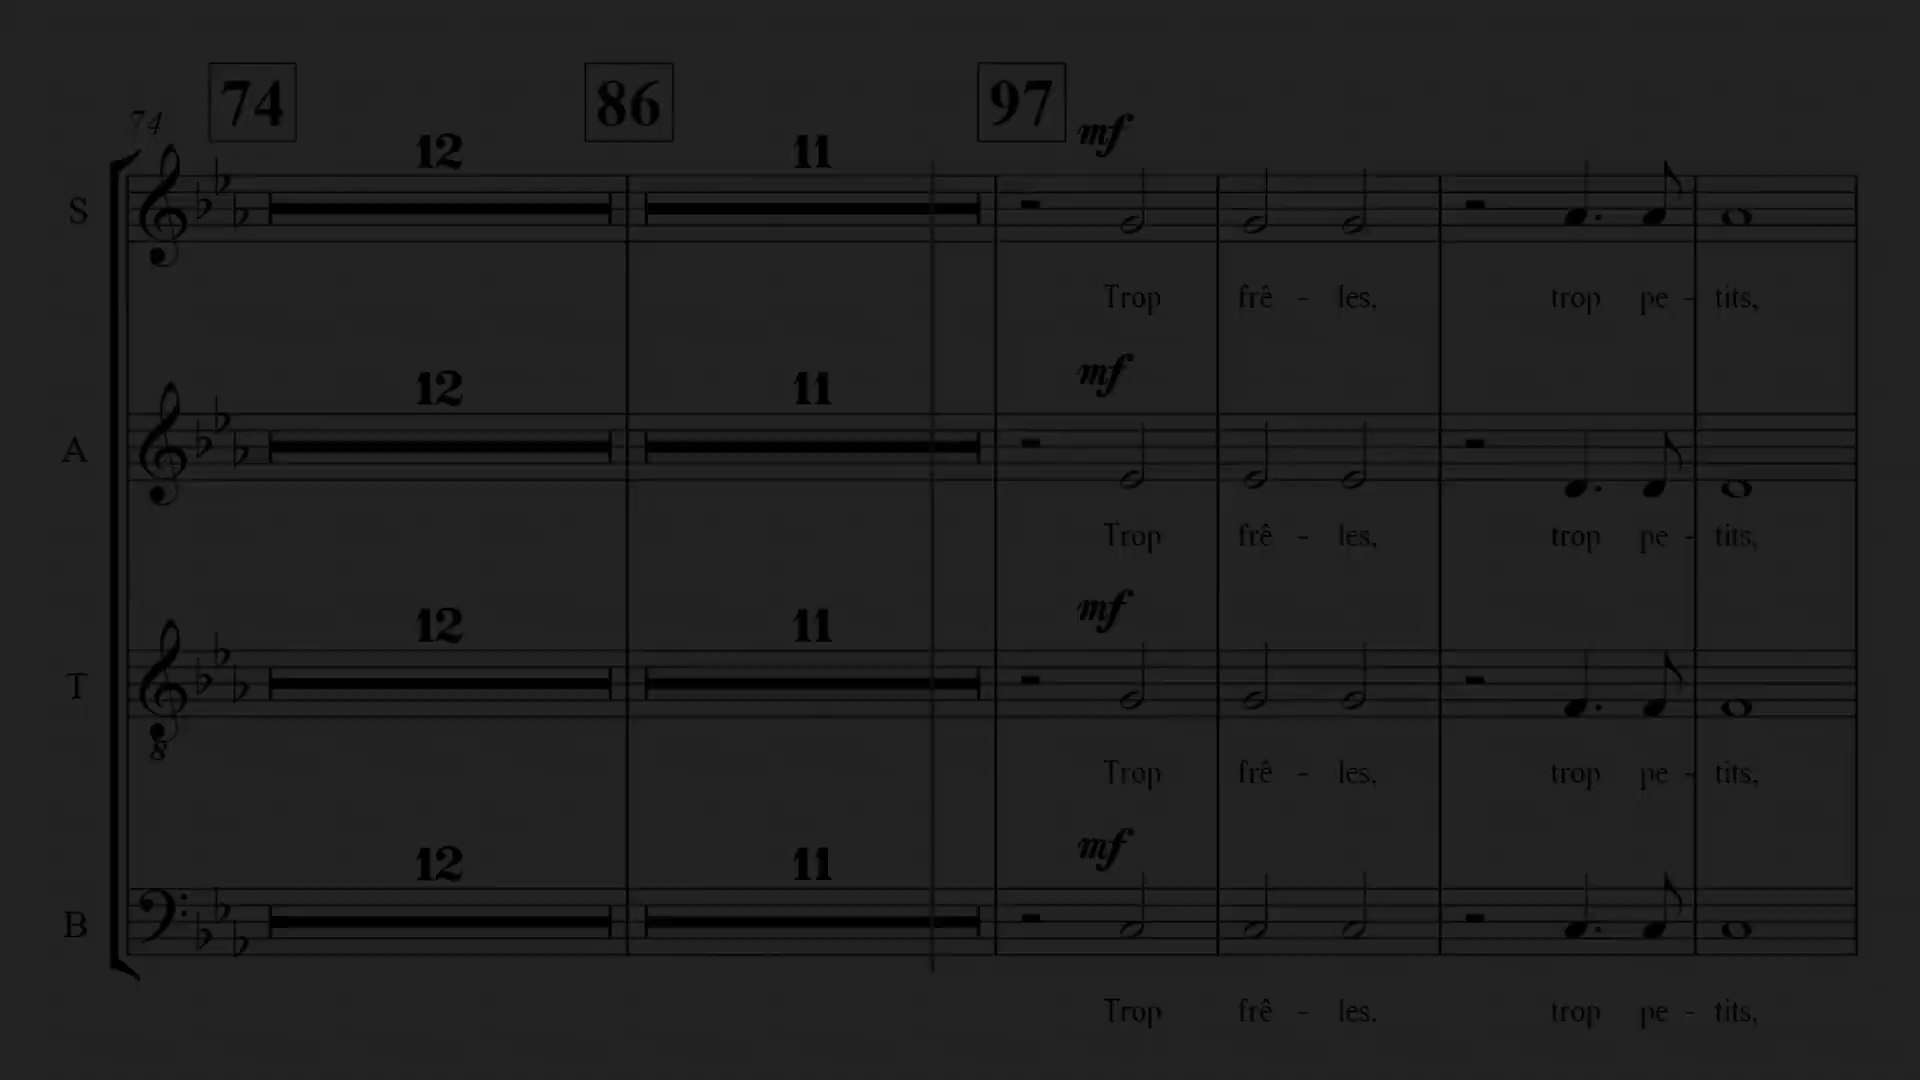 74 86 97
74 12 11 mf
S
Trop frê - les, trop pe - tits,
12 11 mf
A
Trop frê - les, trop pe - tits,
12 11 mf
T
8
Trop frê - les, trop pe - tits,
12 11 mf
B
Trop frê - les, trop pe - tits,